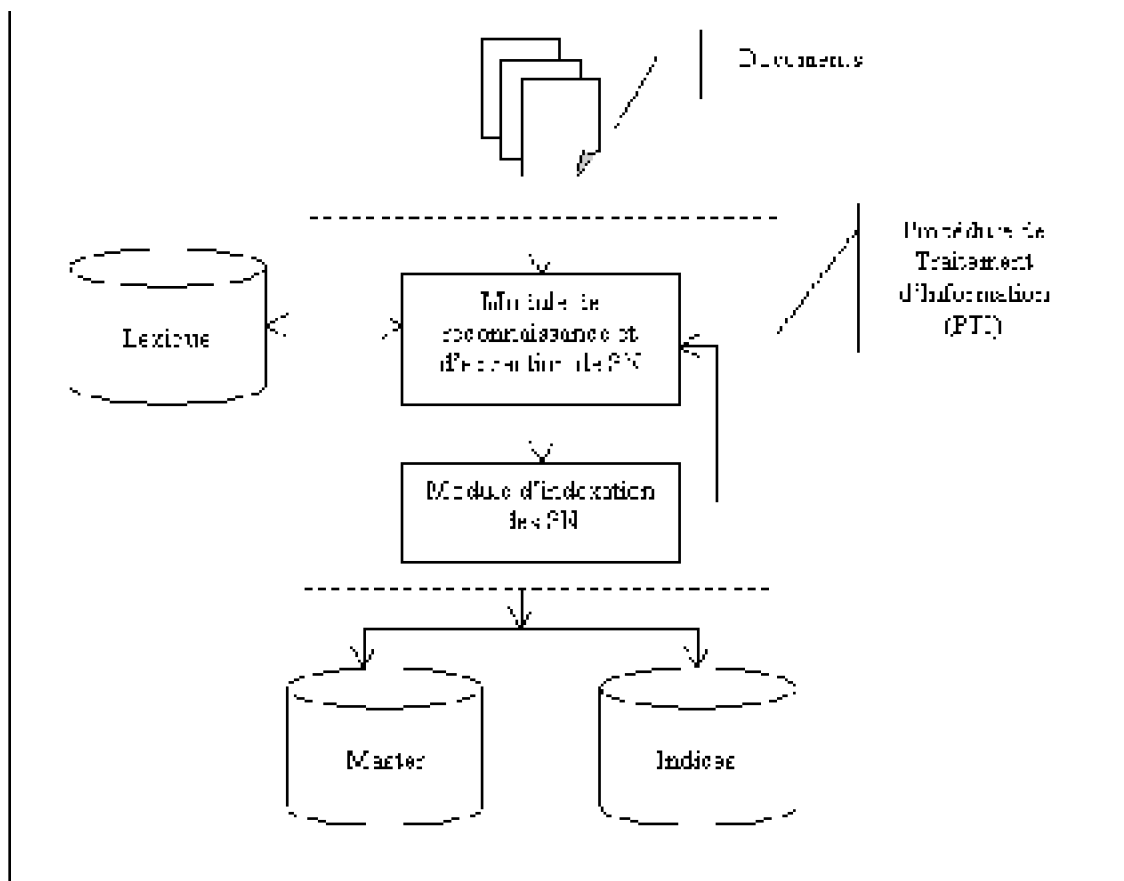 Documents
Procédure de
Traitement
d'Information
(PTI)
Lexique
Module de
reconnaissance et
d'extraction de SN
Module d'indexation
des SN
Master
Indices